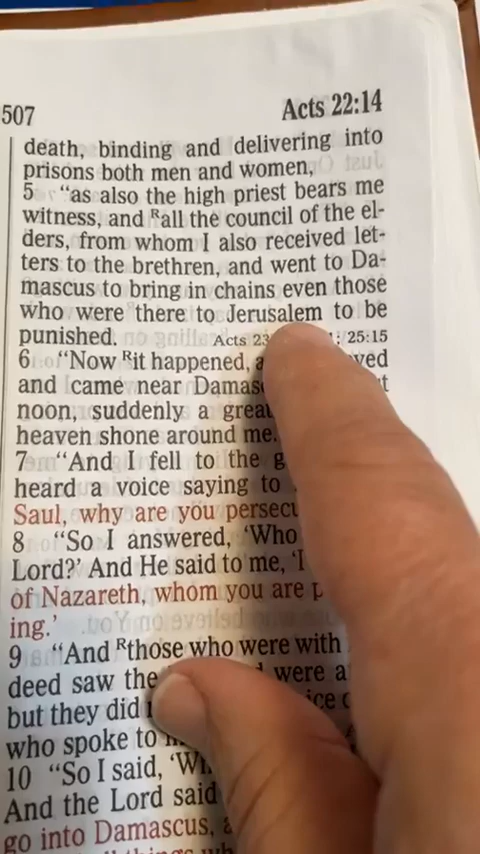 507 Acts 22:14
death, binding and delivering into
prisons both men and women,
5 "as also the high priest bears me
witness, and ᴿall the council of the el-
ders, from whom I also received let-
ters to the brethren, and went to Da-
mascus to bring in chains even those
who were there to Jerusalem to be
punished. Acts 23 25:15
6 "Now ᴿit happened,
and came near Damas
noon, suddenly a great
heaven shone around me.
7 "And I fell to the g
heard a voice saying to
Saul, why are you persecu
8 "So I answered, 'Who
Lord?' And He said to me, 'I
of Nazareth, whom you are p
ing.'
9 "And ᴿthose who were with
deed saw the were a
but they did
who spoke to
10 "So I said,
And the Lord said
go into Damascus,